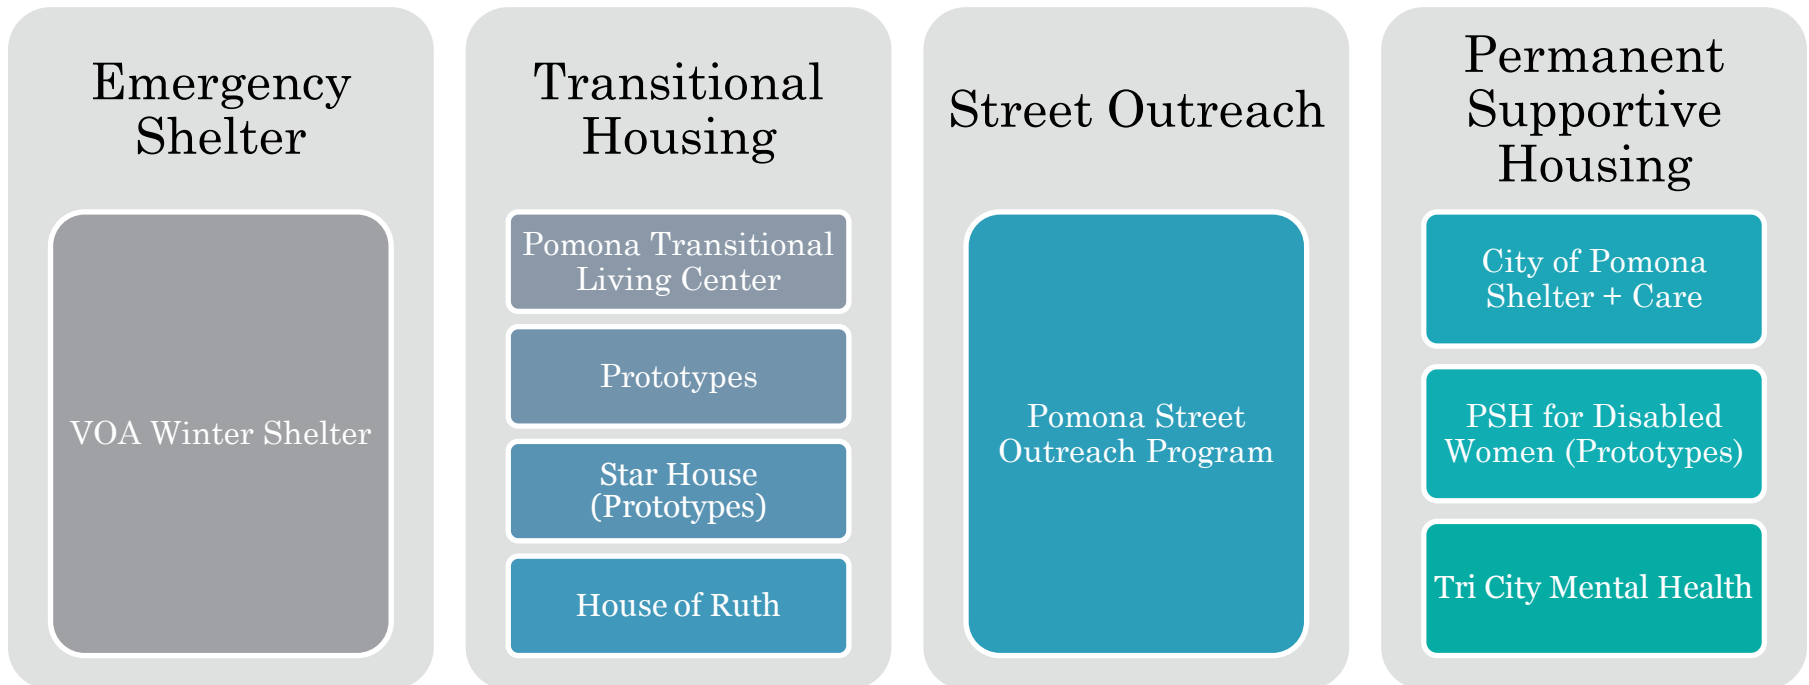 Emergency
Shelter
VOA Winter Shelter
Transitional
Housing
Pomona Transitional
Living Center
Prototypes
Star House
(Prototypes)
House of Ruth
Street Outreach
Pomona Street
Outreach Program
Permanent
Supportive
Housing
City of Pomona
Shelter + Care
PSH for Disabled
Women (Prototypes)
Tri City Mental Health